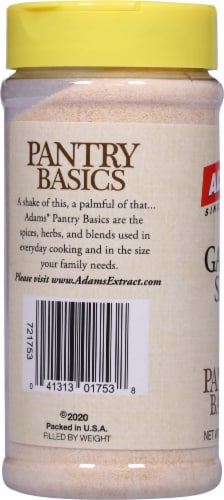 PANTRY
BASICS
A shake of this, a palmful of that...
Adams® Pantry Basics are the
spices, herbs, and blends used in
everyday cooking and in the size
your family needs.
Please visit www.AdamsExtract.com.
721753
0 41313 01753 8
©2020
Packed in U.S.A.
FILLED BY WEIGHT